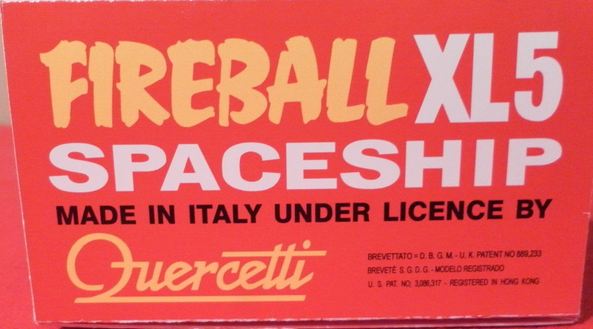 FIREBALL XL5
SPACESHIP
MADE IN ITALY UNDER LICENCE BY
Quercetti
BREVETTATO = D. B. G. M. - U. K. PATENT NO 889,233
BREVETÉ S. G. D. G. - MODELO REGISTRADO
U. S. PAT. NO. 3,086,317 - REGISTERED IN HONG KONG